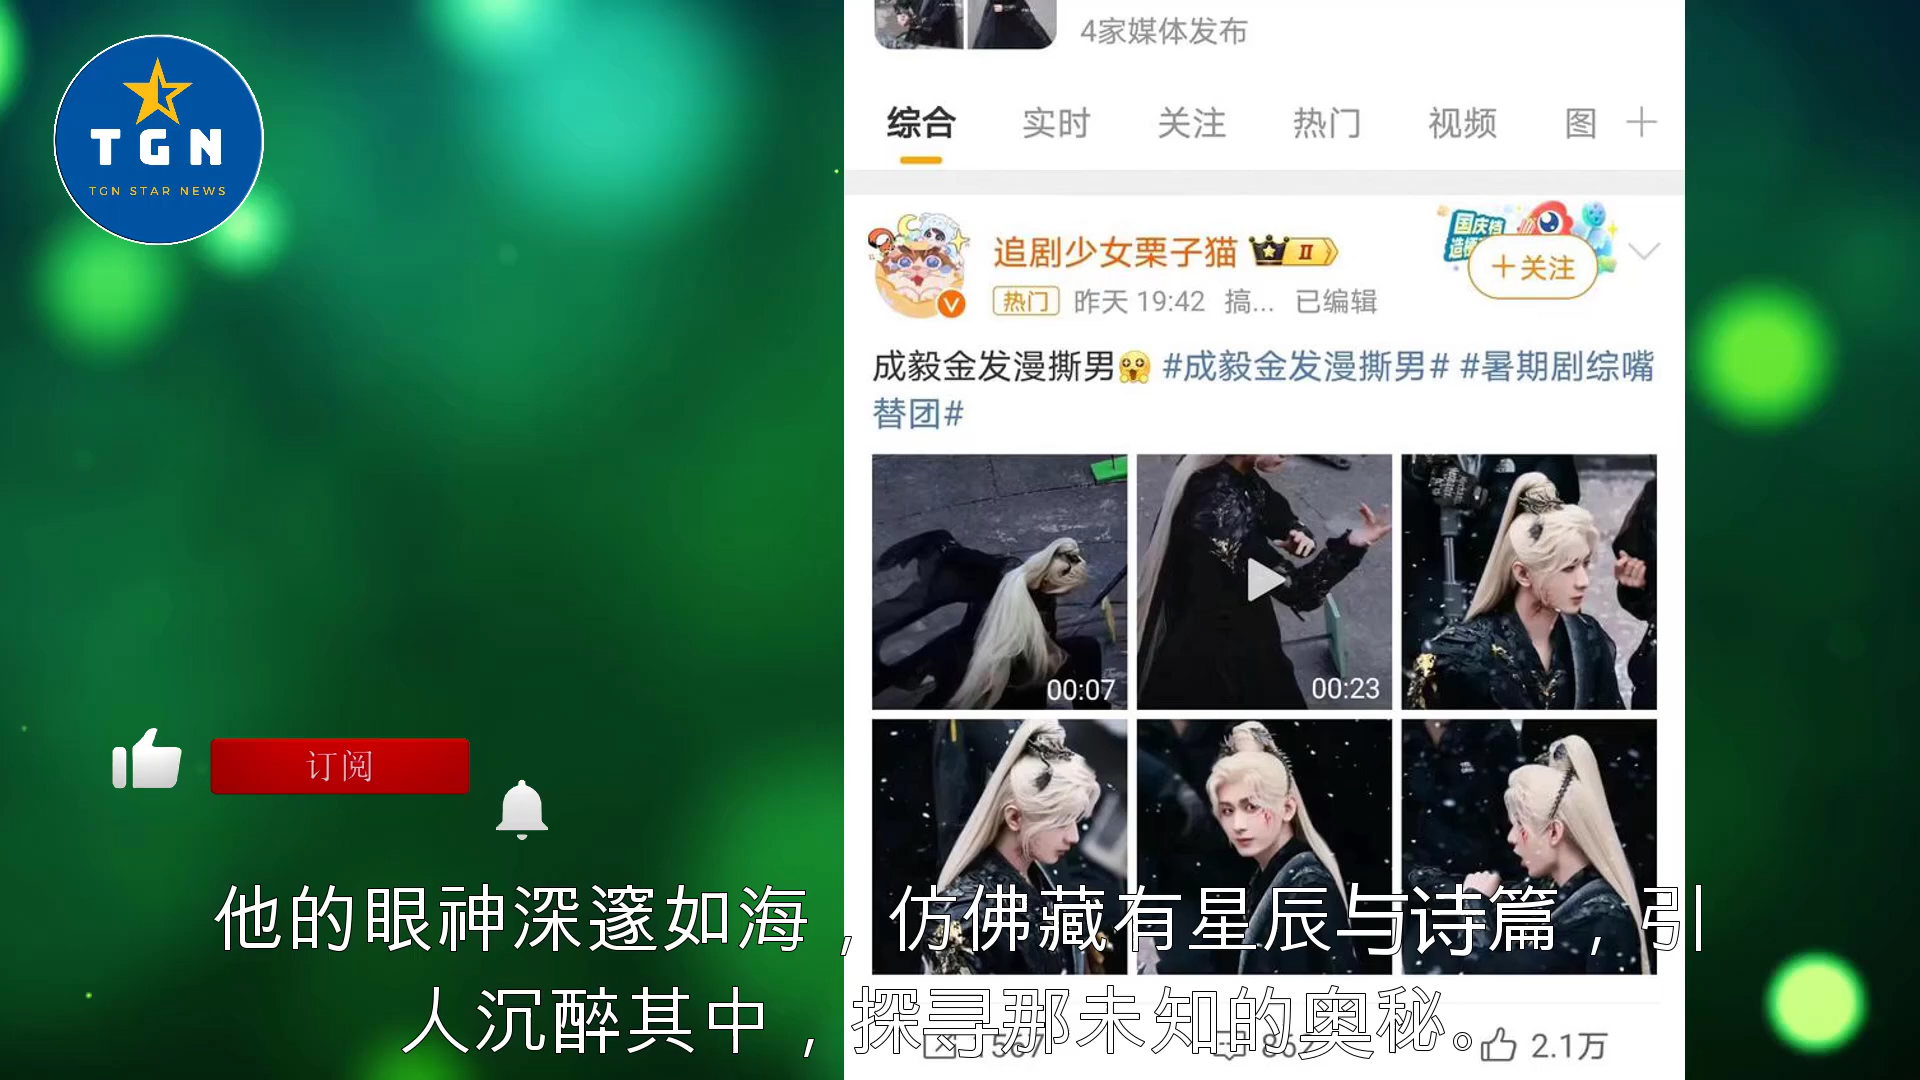 TGN
TGN STAR NEWS
4家媒体发布
综合 实时 关注 热门 视频 图
国庆档
追剧少女栗子猫 II
+关注
热门 昨天 19:42 搞... 已编辑
成毅金发漫撕男 #成毅金发漫撕男# #暑期剧综嘴
替团#
00:07
00:23
订阅
他的眼神深邃如海，仿佛藏有星辰与诗篇，引
人沉醉其中，探寻那未知的奥秘。
2.1万